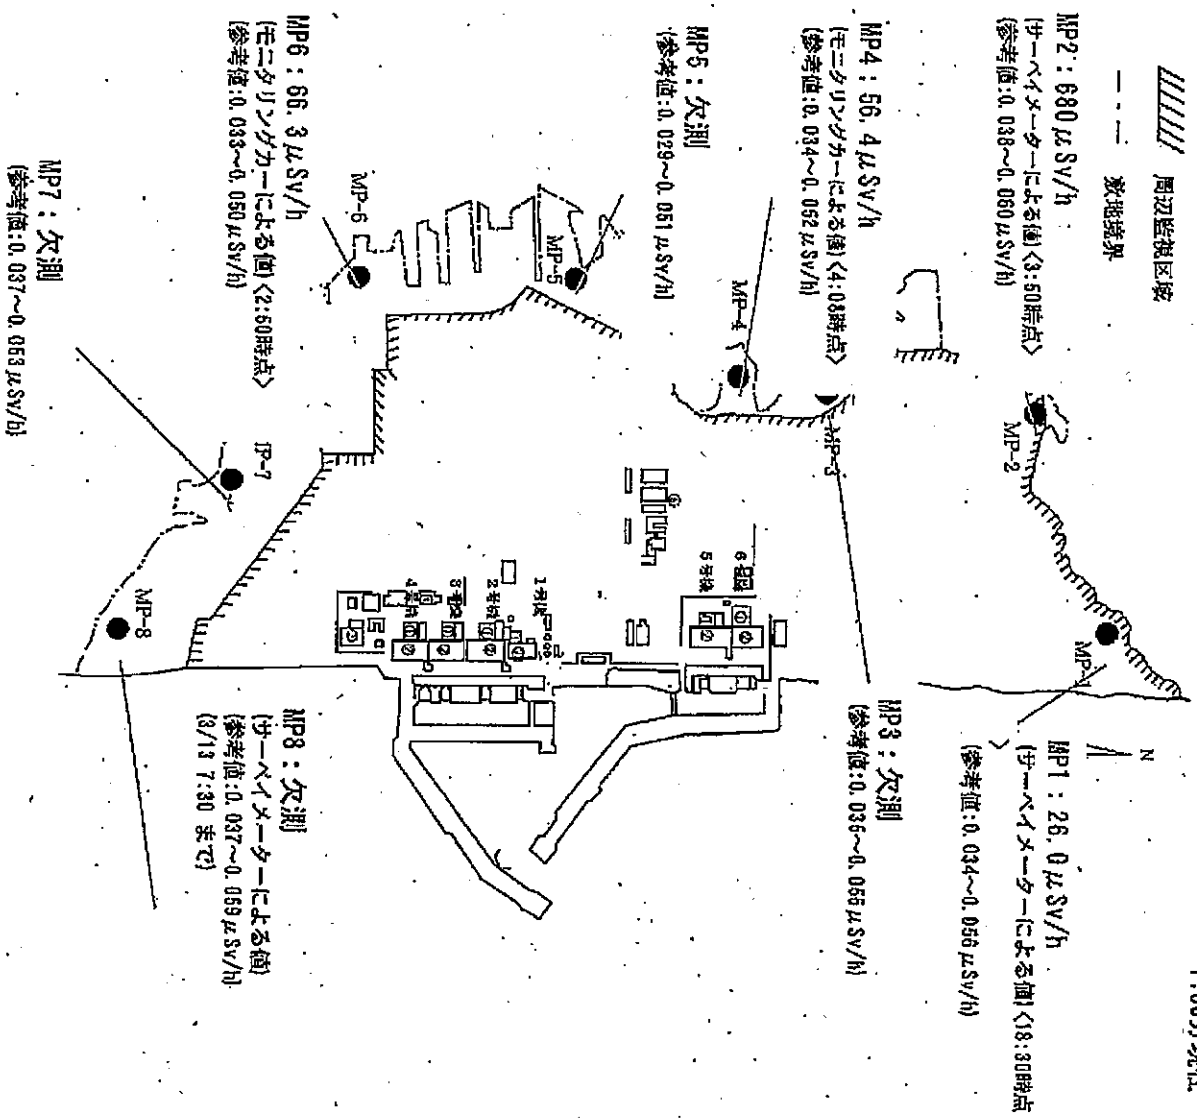 周辺監視区域
敷地境界
MP2：680μSv/h
(サーベイメーターによる値)<3:50時点>
(参考値:0.038～0.060μSv/h)
MP4：56.4μSv/h
(モニタリングカーによる値)<4:08時点>
(参考値:0.034～0.052μSv/h)
MP5：欠測
(参考値:0.029～0.051μSv/h)
MP6：66.3μSv/h
(モニタリングカーによる値)<2:50時点>
(参考値:0.033～0.050μSv/h)
MP7：欠測
(参考値:0.037～0.053μSv/h)
MP-6
MP-5
MP-4
MP-3
MP-2
MP-1
P-7
MP-8
6号機
5号機
1号機
2号機
3号機
4号機
N
MP1：26.0μSv/h
(サーベイメーターによる値)<18:30時点
>
(参考値:0.034～0.056μSv/h)
MP3：欠測
(参考値:0.036～0.055μSv/h)
MP8：欠測
(サーベイメーターによる値)
(参考値:0.037～0.059μSv/h)
(3/13 7:30 まで)